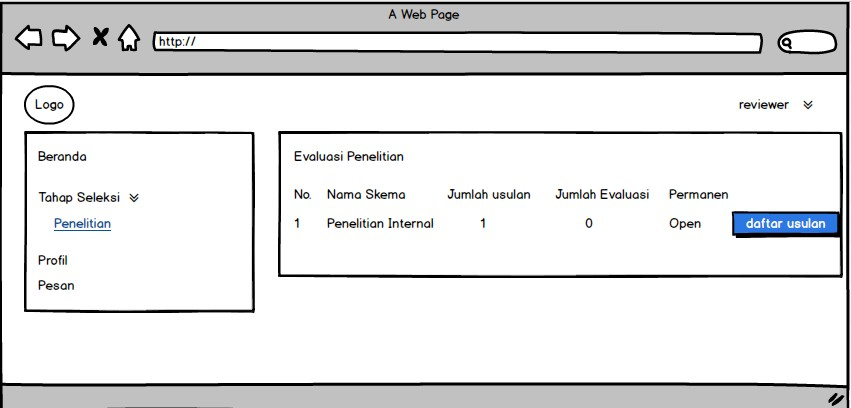 A Web Page
http://
Logo
reviewer
Beranda
Tahap Seleksi
Penelitian
Profil
Pesan
Evaluasi Penelitian
No. Nama Skema Jumlah usulan Jumlah Evaluasi Permanen
1 Penelitian Internal 1 0 Open daftar usulan